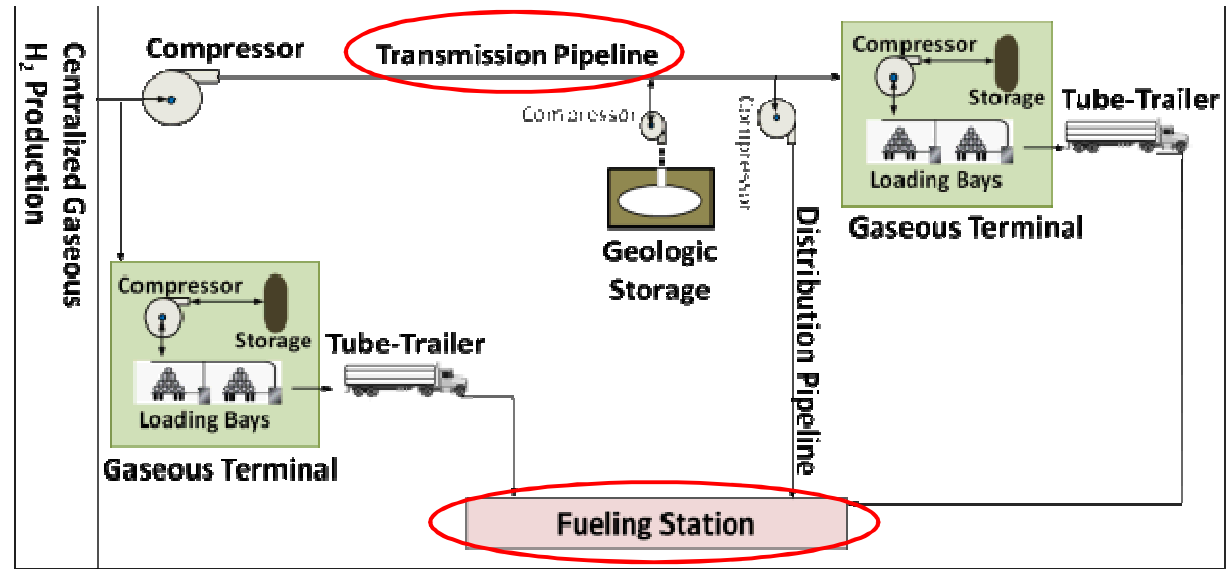 Centralized Gaseous
H₂ Production
Compressor
Transmission Pipeline
Compressor
Compressor
Geologic
Storage
Distribution Pipeline
Compressor
Storage
Loading Bays
Gaseous Terminal
Tube-Trailer
Compressor
Storage
Loading Bays
Gaseous Terminal
Tube-Trailer
Fueling Station